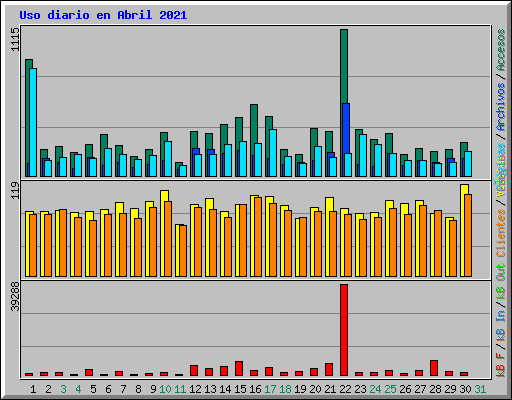 Uso diario en Abril 2021
1115
119
39288
Accesos
Archivos
Clientes
kB F / kB In / kB Out
1 2 3 4 5 6 7 8 9 10 11 12 13 14 15 16 17 18 19 20 21 22 23 24 25 26 27 28 29 30 31